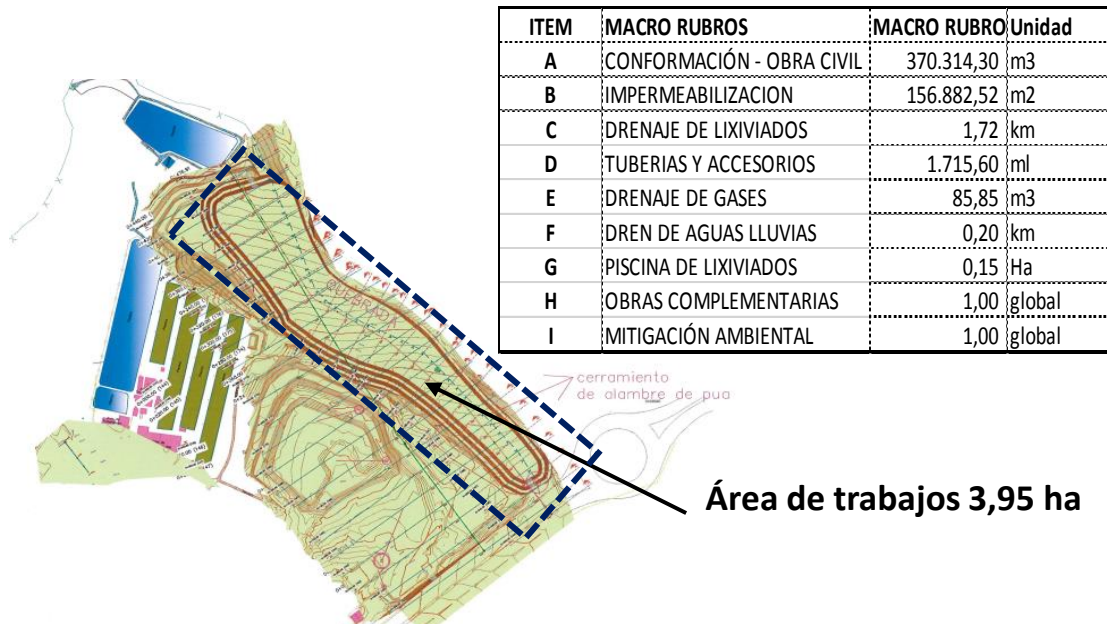 ITEM MACRO RUBROS MACRO RUBRO Unidad
A CONFORMACIÓN - OBRA CIVIL 370.314,30 m3
B IMPERMEABILIZACION 156.882,52 m2
C DRENAJE DE LIXIVIADOS 1,72 km
D TUBERIAS Y ACCESORIOS 1.715,60 ml
E DRENAJE DE GASES 85,85 m3
F DREN DE AGUAS LLUVIAS 0,20 km
G PISCINA DE LIXIVIADOS 0,15 Ha
H OBRAS COMPLEMENTARIAS 1,00 global
I MITIGACIÓN AMBIENTAL 1,00 global
cerramiento
de alambre de pua
Área de trabajos 3,95 ha